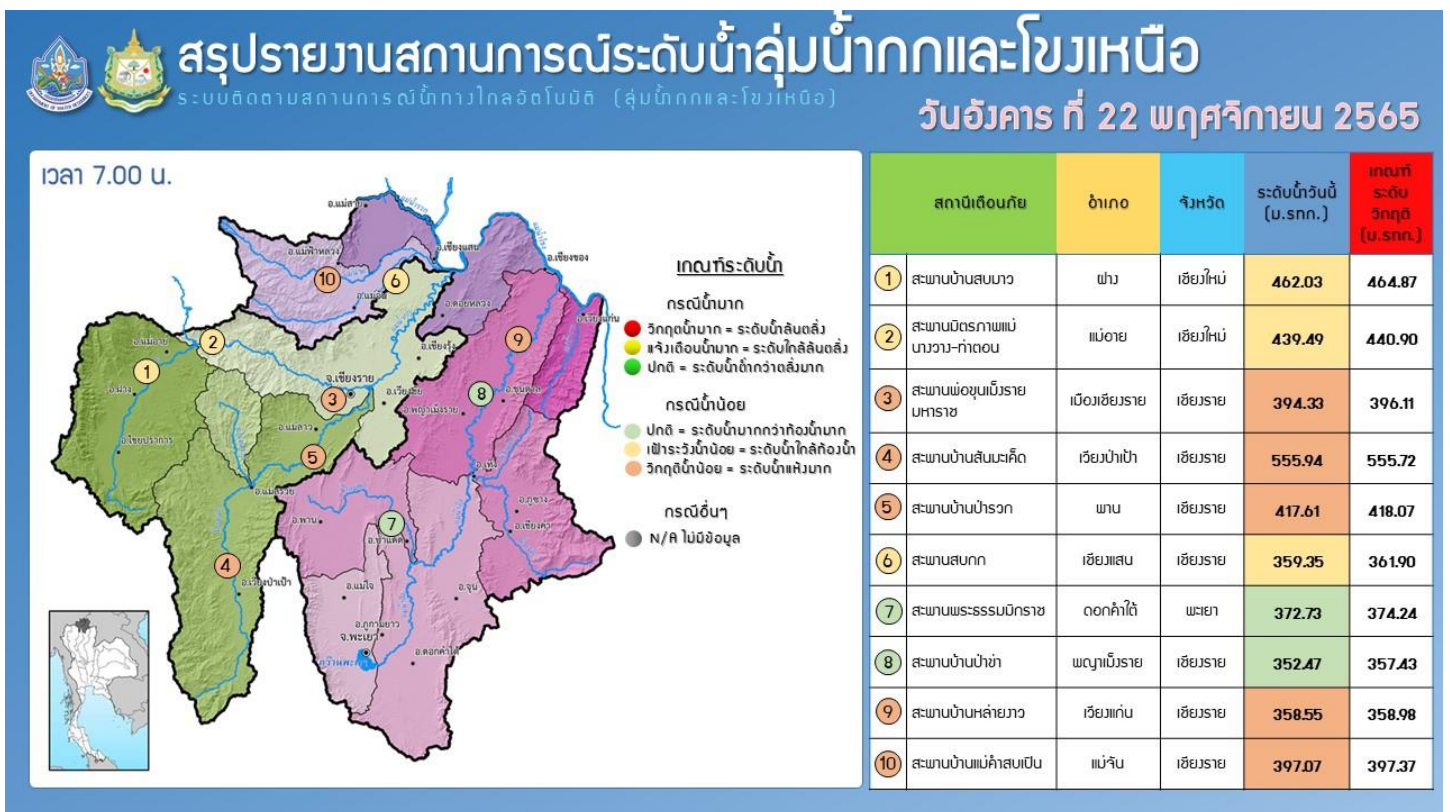 สรุปรายงานสถานการณ์ระดับน้ำลุ่มน้ำกกและโขงเหนือ
ระบบติดตามสถานการณ์น้ำทางไกลอัตโนมัติ (ลุ่มน้ำกกและโขงเหนือ)
วันอังคาร ที่ 22 พฤศจิกายน 2565
เวลา 7.00 น.
อ.แม่สาย
แม่น้ำรวก
อ.แม่ฟ้าหลวง
อ.เชียงแสน
แม่น้ำโขง
อ.เชียงของ
10
6
อ.ดอยหลวง
อ.เวียงแก่น
9
2
อ.แม่อาย
อ.เชียงรุ้ง
1
จ.เชียงราย
อ.ฝาง
3
อ.เวียงชัย
8
อ.ขุนตาล
อ.พญาเม็งราย
อ.แม่ลาว
อ.ไชยปราการ
5
อ.เทิง
อ.แม่สรวย
อ.ภูซาง
อ.พาน
7
อ.เชียงคำ
อ.ป่าแดด
4
อ.เวียงป่าเป้า
อ.แม่ใจ
อ.จุน
อ.ภูกามยาว
จ.พะเยา
อ.ดอกคำใต้
กว๊านพะเยา
เกณฑ์ระดับน้ำ
กรณีน้ำมาก
วิกฤตน้ำมาก = ระดับน้ำล้นตลิ่ง
แจ้งเตือนน้ำมาก = ระดับใกล้ล้นตลิ่ง
ปกติ = ระดับน้ำต่ำกว่าตลิ่งมาก
กรณีน้ำน้อย
ปกติ = ระดับน้ำมากกว่าท้องน้ำมาก
เฝ้าระวังน้ำน้อย = ระดับน้ำใกล้ท้องน้ำ
วิกฤติน้ำน้อย = ระดับน้ำแห้งมาก
กรณีอื่นๆ
N/A ไม่มีข้อมูล
สถานีเตือนภัย อำเภอ จังหวัด ระดับน้ำวันนี้ (ม.รทก.) เกณฑ์ระดับวิกฤติ (ม.รทก.)
1 สะพานบ้านสบมาว ฝาง เชียงใหม่ 462.03 464.87
2 สะพานมิตรภาพแม่นางวาง-ท่าตอน แม่อาย เชียงใหม่ 439.49 440.90
3 สะพานพ่อขุนเม็งรายมหาราช เมืองเชียงราย เชียงราย 394.33 396.11
4 สะพานบ้านสันมะเค็ด เวียงป่าเป้า เชียงราย 555.94 555.72
5 สะพานบ้านป่ารวก พาน เชียงราย 417.61 418.07
6 สะพานสบกก เชียงแสน เชียงราย 359.35 361.90
7 สะพานพระธรรมมิกราช ดอกคำใต้ พะเยา 372.73 374.24
8 สะพานบ้านป่าข่า พญาเม็งราย เชียงราย 352.47 357.43
9 สะพานบ้านหล่ายงาว เวียงแก่น เชียงราย 358.55 358.98
10 สะพานบ้านแม่คำสบเปิน แม่จัน เชียงราย 397.07 397.37